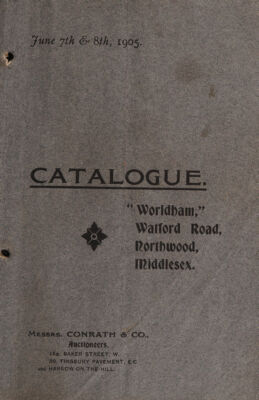 June 7th & 8th, 1905.
CATALOGUE.
"Worldham,"
Watford Road,
Northwood,
Middlesex.
MESSRS. CONRATH & CO.,
Auctioneers,
BAKER STREET, W.
FINSBURY PAVEMENT, E.C.
AND HARROW ON THE HILL.